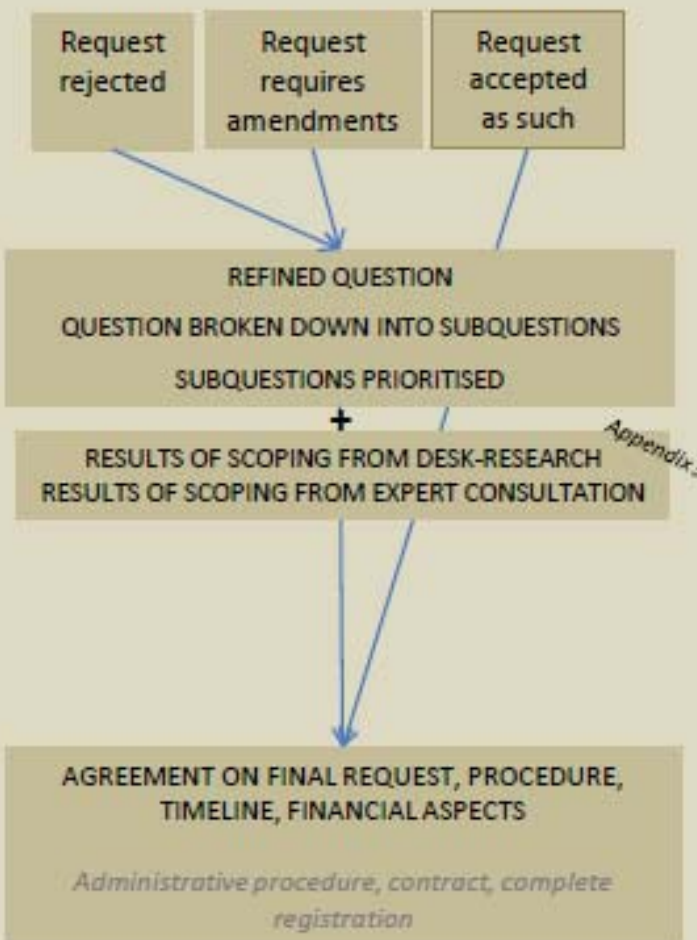 Request
rejected
Request
requires
amendments
Request
accepted
as such
REFINED QUESTION
QUESTION BROKEN DOWN INTO SUBQUESTIONS
SUBQUESTIONS PRIORITISED
+
Appendix
RESULTS OF SCOPING FROM DESK-RESEARCH
RESULTS OF SCOPING FROM EXPERT CONSULTATION
AGREEMENT ON FINAL REQUEST, PROCEDURE,
TIMELINE, FINANCIAL ASPECTS
Administrative procedure, contract, complete
registration